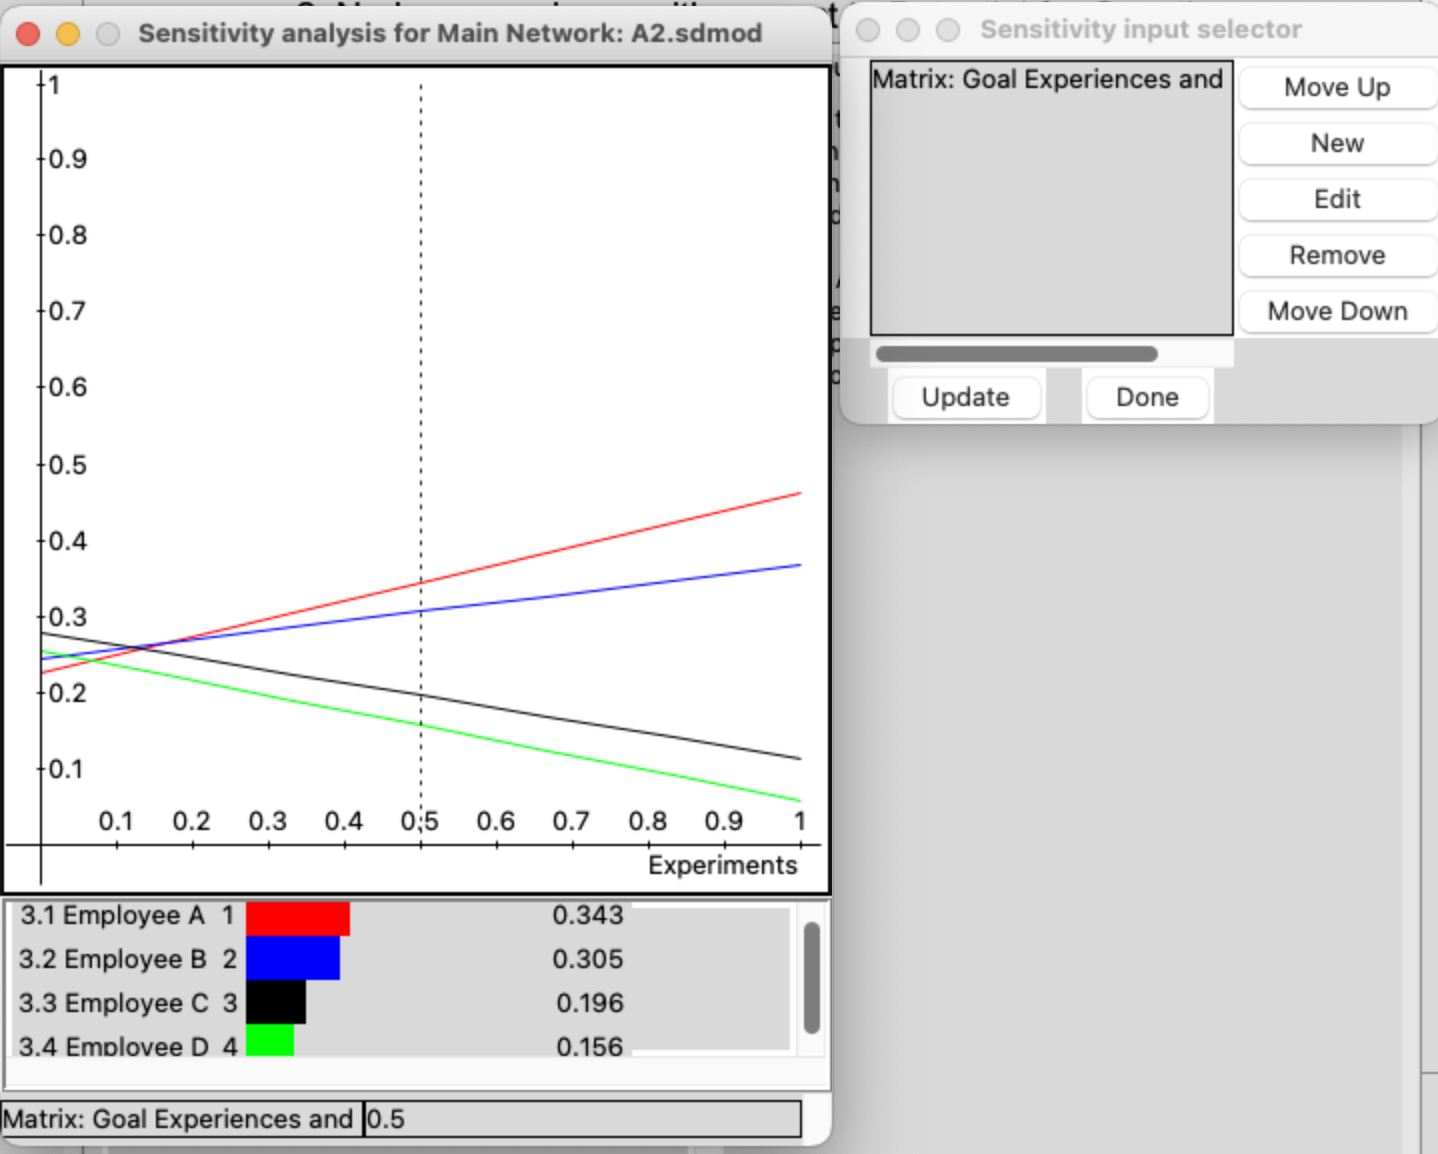 Sensitivity analysis for Main Network: A2.sdmod
1
0.9
0.8
0.7
0.6
0.5
0.4
0.3
0.2
0.1
0.1 0.2 0.3 0.4 0.5 0.6 0.7 0.8 0.9 1
Experiments
3.1 Employee A 1 0.343
3.2 Employee B 2 0.305
3.3 Employee C 3 0.196
3.4 Employee D 4 0.156
Matrix: Goal Experiences and 0.5
Sensitivity input selector
Matrix: Goal Experiences and
Move Up
New
Edit
Remove
Move Down
Update Done